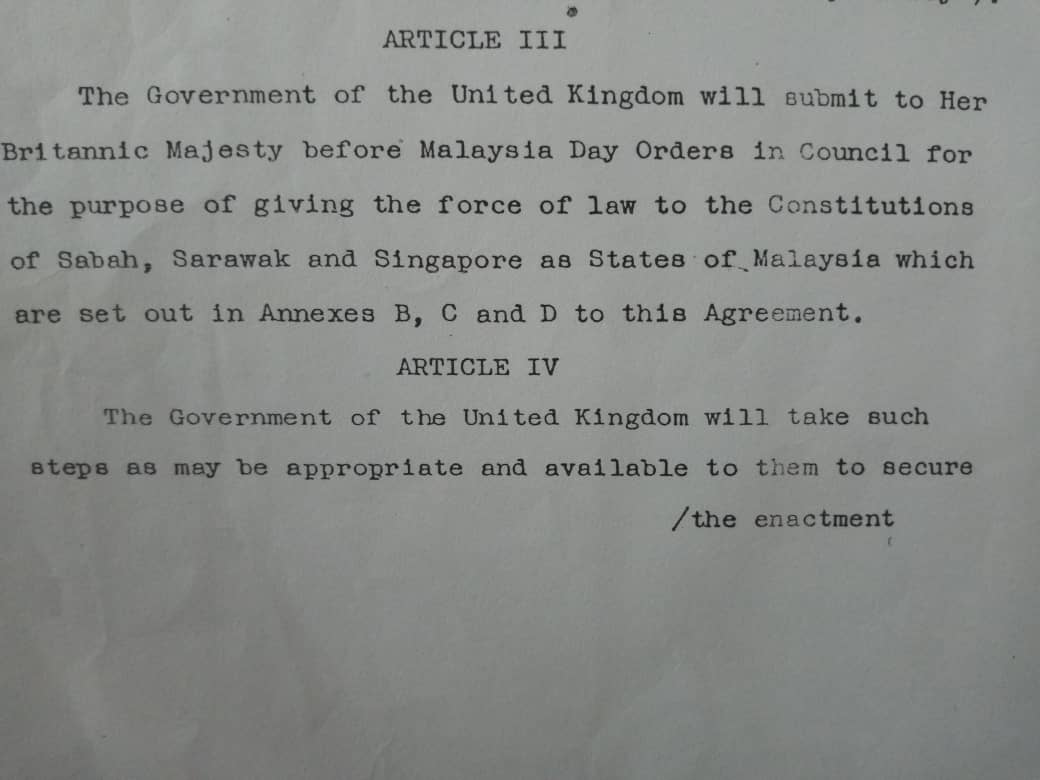 ARTICLE III
The Government of the United Kingdom will submit to Her
Britannic Majesty before Malaysia Day Orders in Council for
the purpose of giving the force of law to the Constitutions
of Sabah, Sarawak and Singapore as States of Malaysia which
are set out in Annexes B, C and D to this Agreement.
ARTICLE IV
The Government of the United Kingdom will take such
steps as may be appropriate and available to them to secure
/the enactment